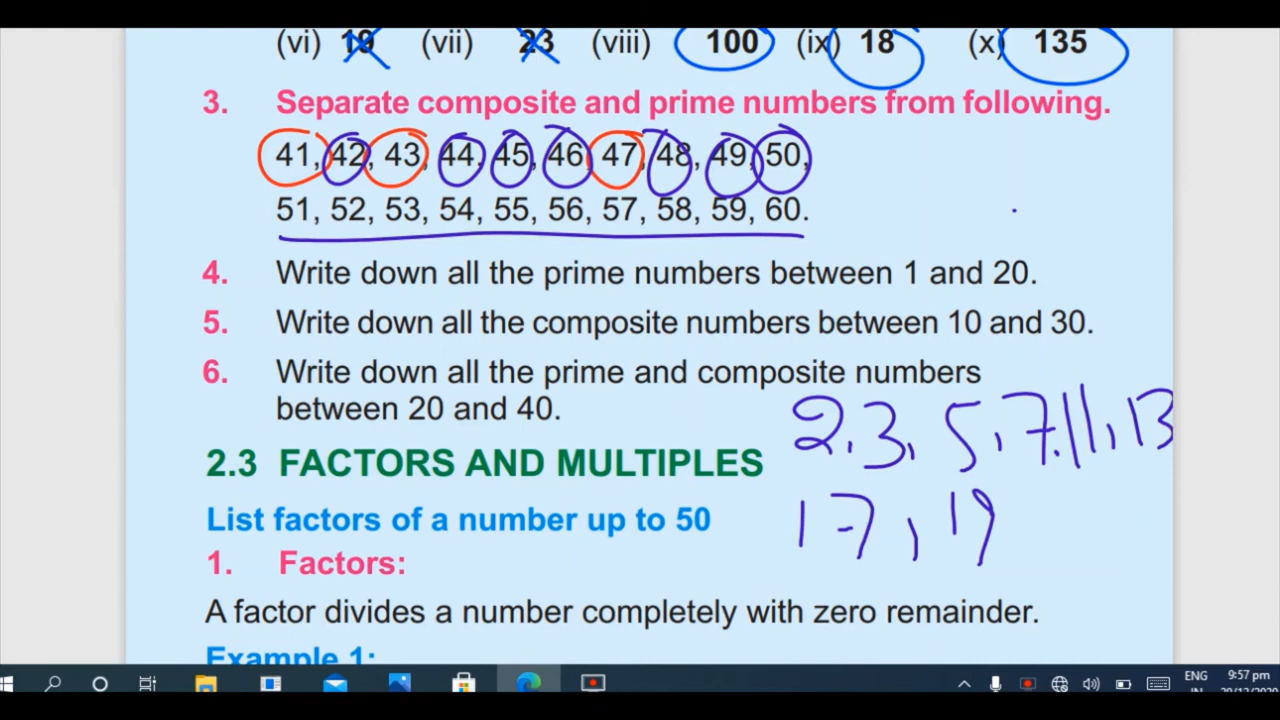 (vi) 19 (vii) 23 (viii) 100 (ix) 18 (x) 135
3. Separate composite and prime numbers from following.
41, 42, 43, 44, 45, 46, 47, 48, 49, 50,
51, 52, 53, 54, 55, 56, 57, 58, 59, 60.
4. Write down all the prime numbers between 1 and 20.
5. Write down all the composite numbers between 10 and 30.
6. Write down all the prime and composite numbers
between 20 and 40.
2.3, 5, 7.11, 13
2.3 FACTORS AND MULTIPLES
17, 19
List factors of a number up to 50
1. Factors:
A factor divides a number completely with zero remainder.
Example 1:
ENG
9:57 pm
IN